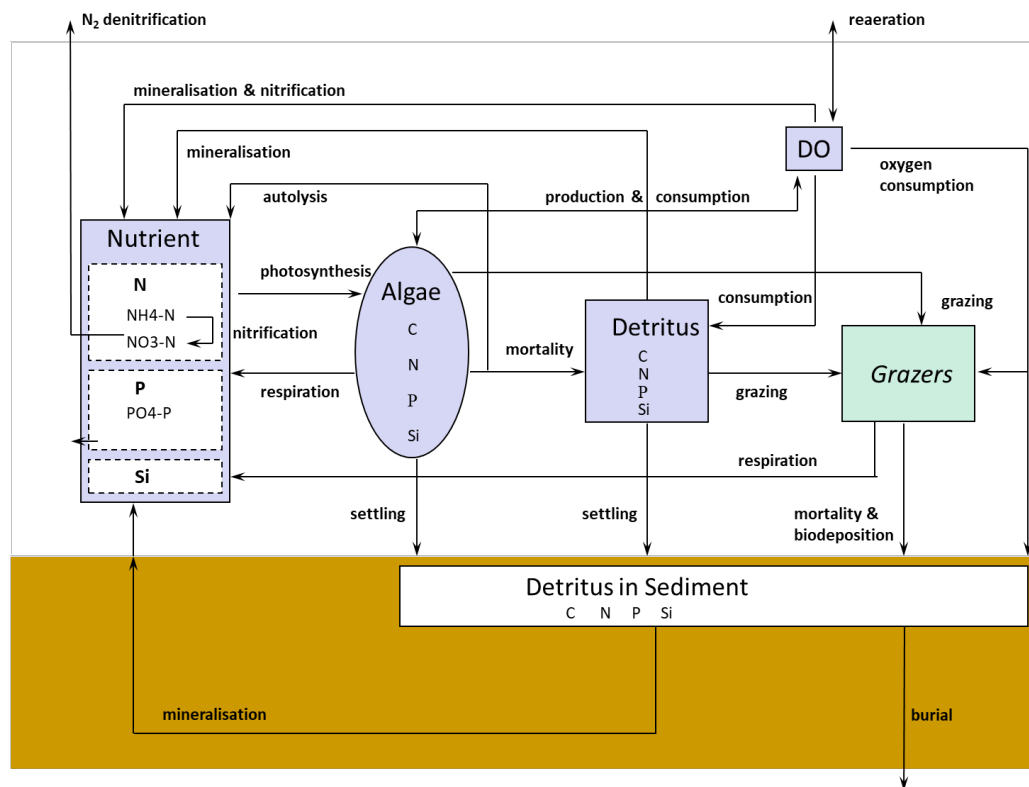 N₂ denitrification
reaeration
mineralisation & nitrification
DO
mineralisation
oxygen
consumption
autolysis
production & consumption
Nutrient
photosynthesis
Algae
N
NH4-N
NO3-N
nitrification
C
N
P
Si
consumption
grazing
Detritus
C
N
P
Si
mortality
Grazers
respiration
grazing
P
PO4-P
Si
respiration
settling
settling
mortality &
biodeposition
Detritus in Sediment
C N P Si
mineralisation
burial